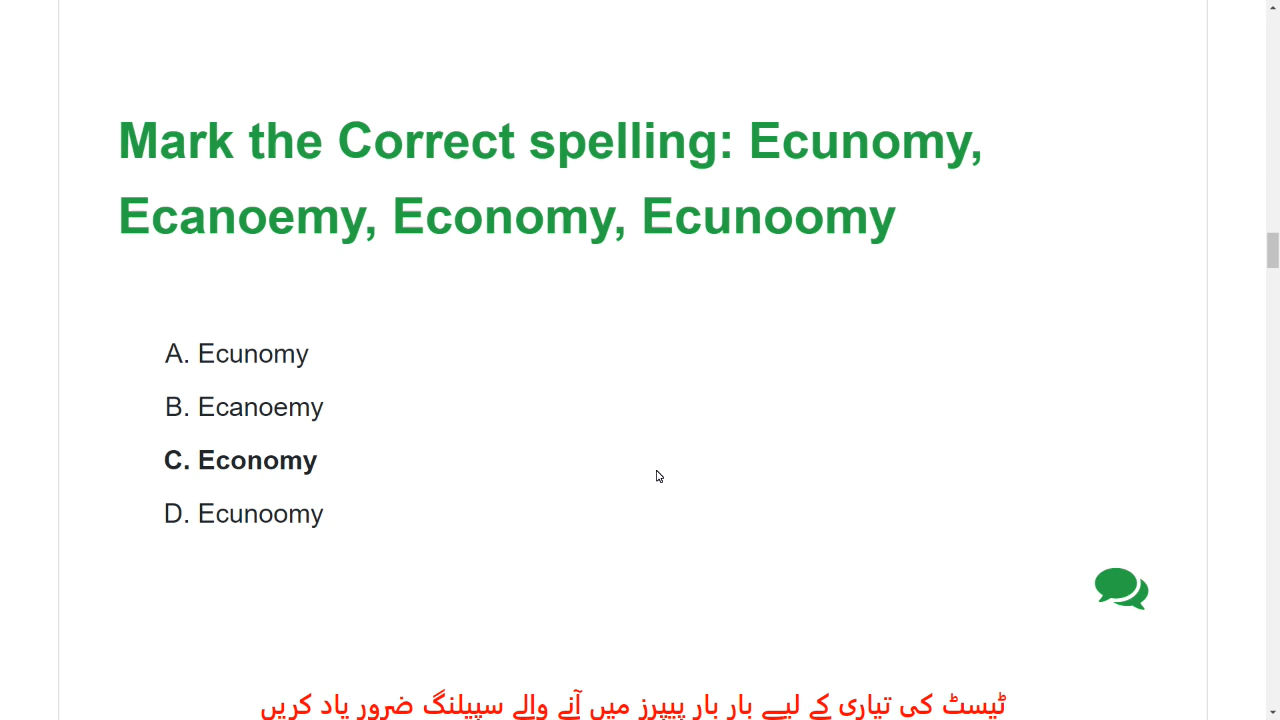 Mark the Correct spelling: Ecunomy,
Ecanoemy, Economy, Ecunoomy
A. Ecunomy
B. Ecanoemy
C. Economy
D. Ecunoomy
ٹیسٹ کی تیاری کے لیے بار بار پیپرز میں آنے والے سپیلنگ ضرور یاد کریں